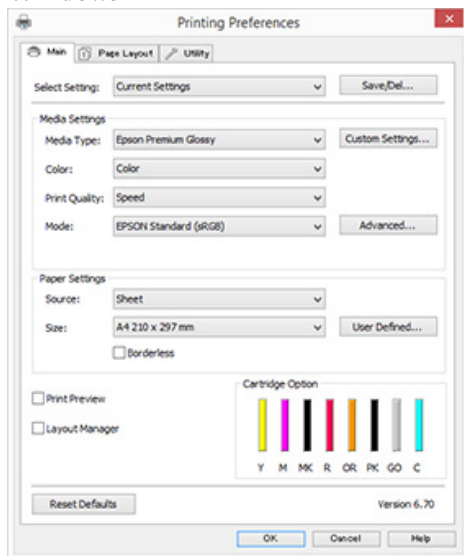 Printing Preferences
Main Page Layout Utility
Select Setting: Current Settings Save/Del...
Media Settings
Media Type: Epson Premium Glossy Custom Settings...
Color: Color
Print Quality: Speed
Mode: EPSON Standard (sRGB) Advanced...
Paper Settings
Source: Sheet
Size: A4 210 x 297 mm User Defined...
Borderless
Cartridge Option
Print Preview
Layout Manager
Y M MK R OR PK GO C
Reset Defaults Version 6.70
OK Cancel Help